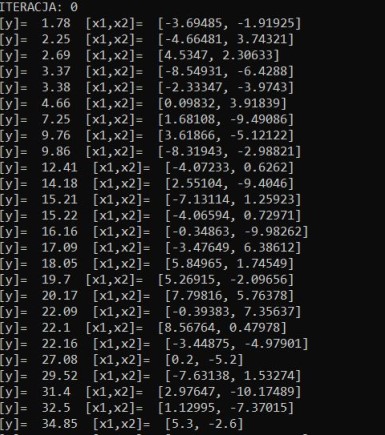 ITERACJA: 0
[y]= 1.78 [x1,x2]= [-3.69485, -1.91925]
[y]= 2.25 [x1,x2]= [-4.66481, 3.74321]
[y]= 2.69 [x1,x2]= [4.5347, 2.30633]
[y]= 3.37 [x1,x2]= [-8.54931, -6.4288]
[y]= 3.38 [x1,x2]= [-2.33347, -3.9743]
[y]= 4.66 [x1,x2]= [0.09832, 3.91839]
[y]= 7.25 [x1,x2]= [1.68108, -9.49086]
[y]= 9.76 [x1,x2]= [3.61866, -5.12122]
[y]= 9.86 [x1,x2]= [-8.31943, -2.98821]
[y]= 12.41 [x1,x2]= [-4.07233, 0.6262]
[y]= 14.18 [x1,x2]= [2.55104, -9.4046]
[y]= 15.21 [x1,x2]= [-7.13114, 1.25923]
[y]= 15.22 [x1,x2]= [-4.06594, 0.72971]
[y]= 16.16 [x1,x2]= [-0.34863, -9.98262]
[y]= 17.09 [x1,x2]= [-3.47649, 6.38612]
[y]= 18.05 [x1,x2]= [5.84965, 1.74549]
[y]= 19.7 [x1,x2]= [5.26915, -2.09656]
[y]= 20.17 [x1,x2]= [7.79816, 5.76378]
[y]= 22.09 [x1,x2]= [-0.39383, 7.35637]
[y]= 22.1 [x1,x2]= [8.56764, 0.47978]
[y]= 22.16 [x1,x2]= [-3.44875, -4.97901]
[y]= 27.08 [x1,x2]= [0.2, -5.2]
[y]= 29.52 [x1,x2]= [-7.63138, 1.53274]
[y]= 31.4 [x1,x2]= [2.97647, -10.17489]
[y]= 32.5 [x1,x2]= [1.12995, -7.37015]
[y]= 34.85 [x1,x2]= [5.3, -2.6]